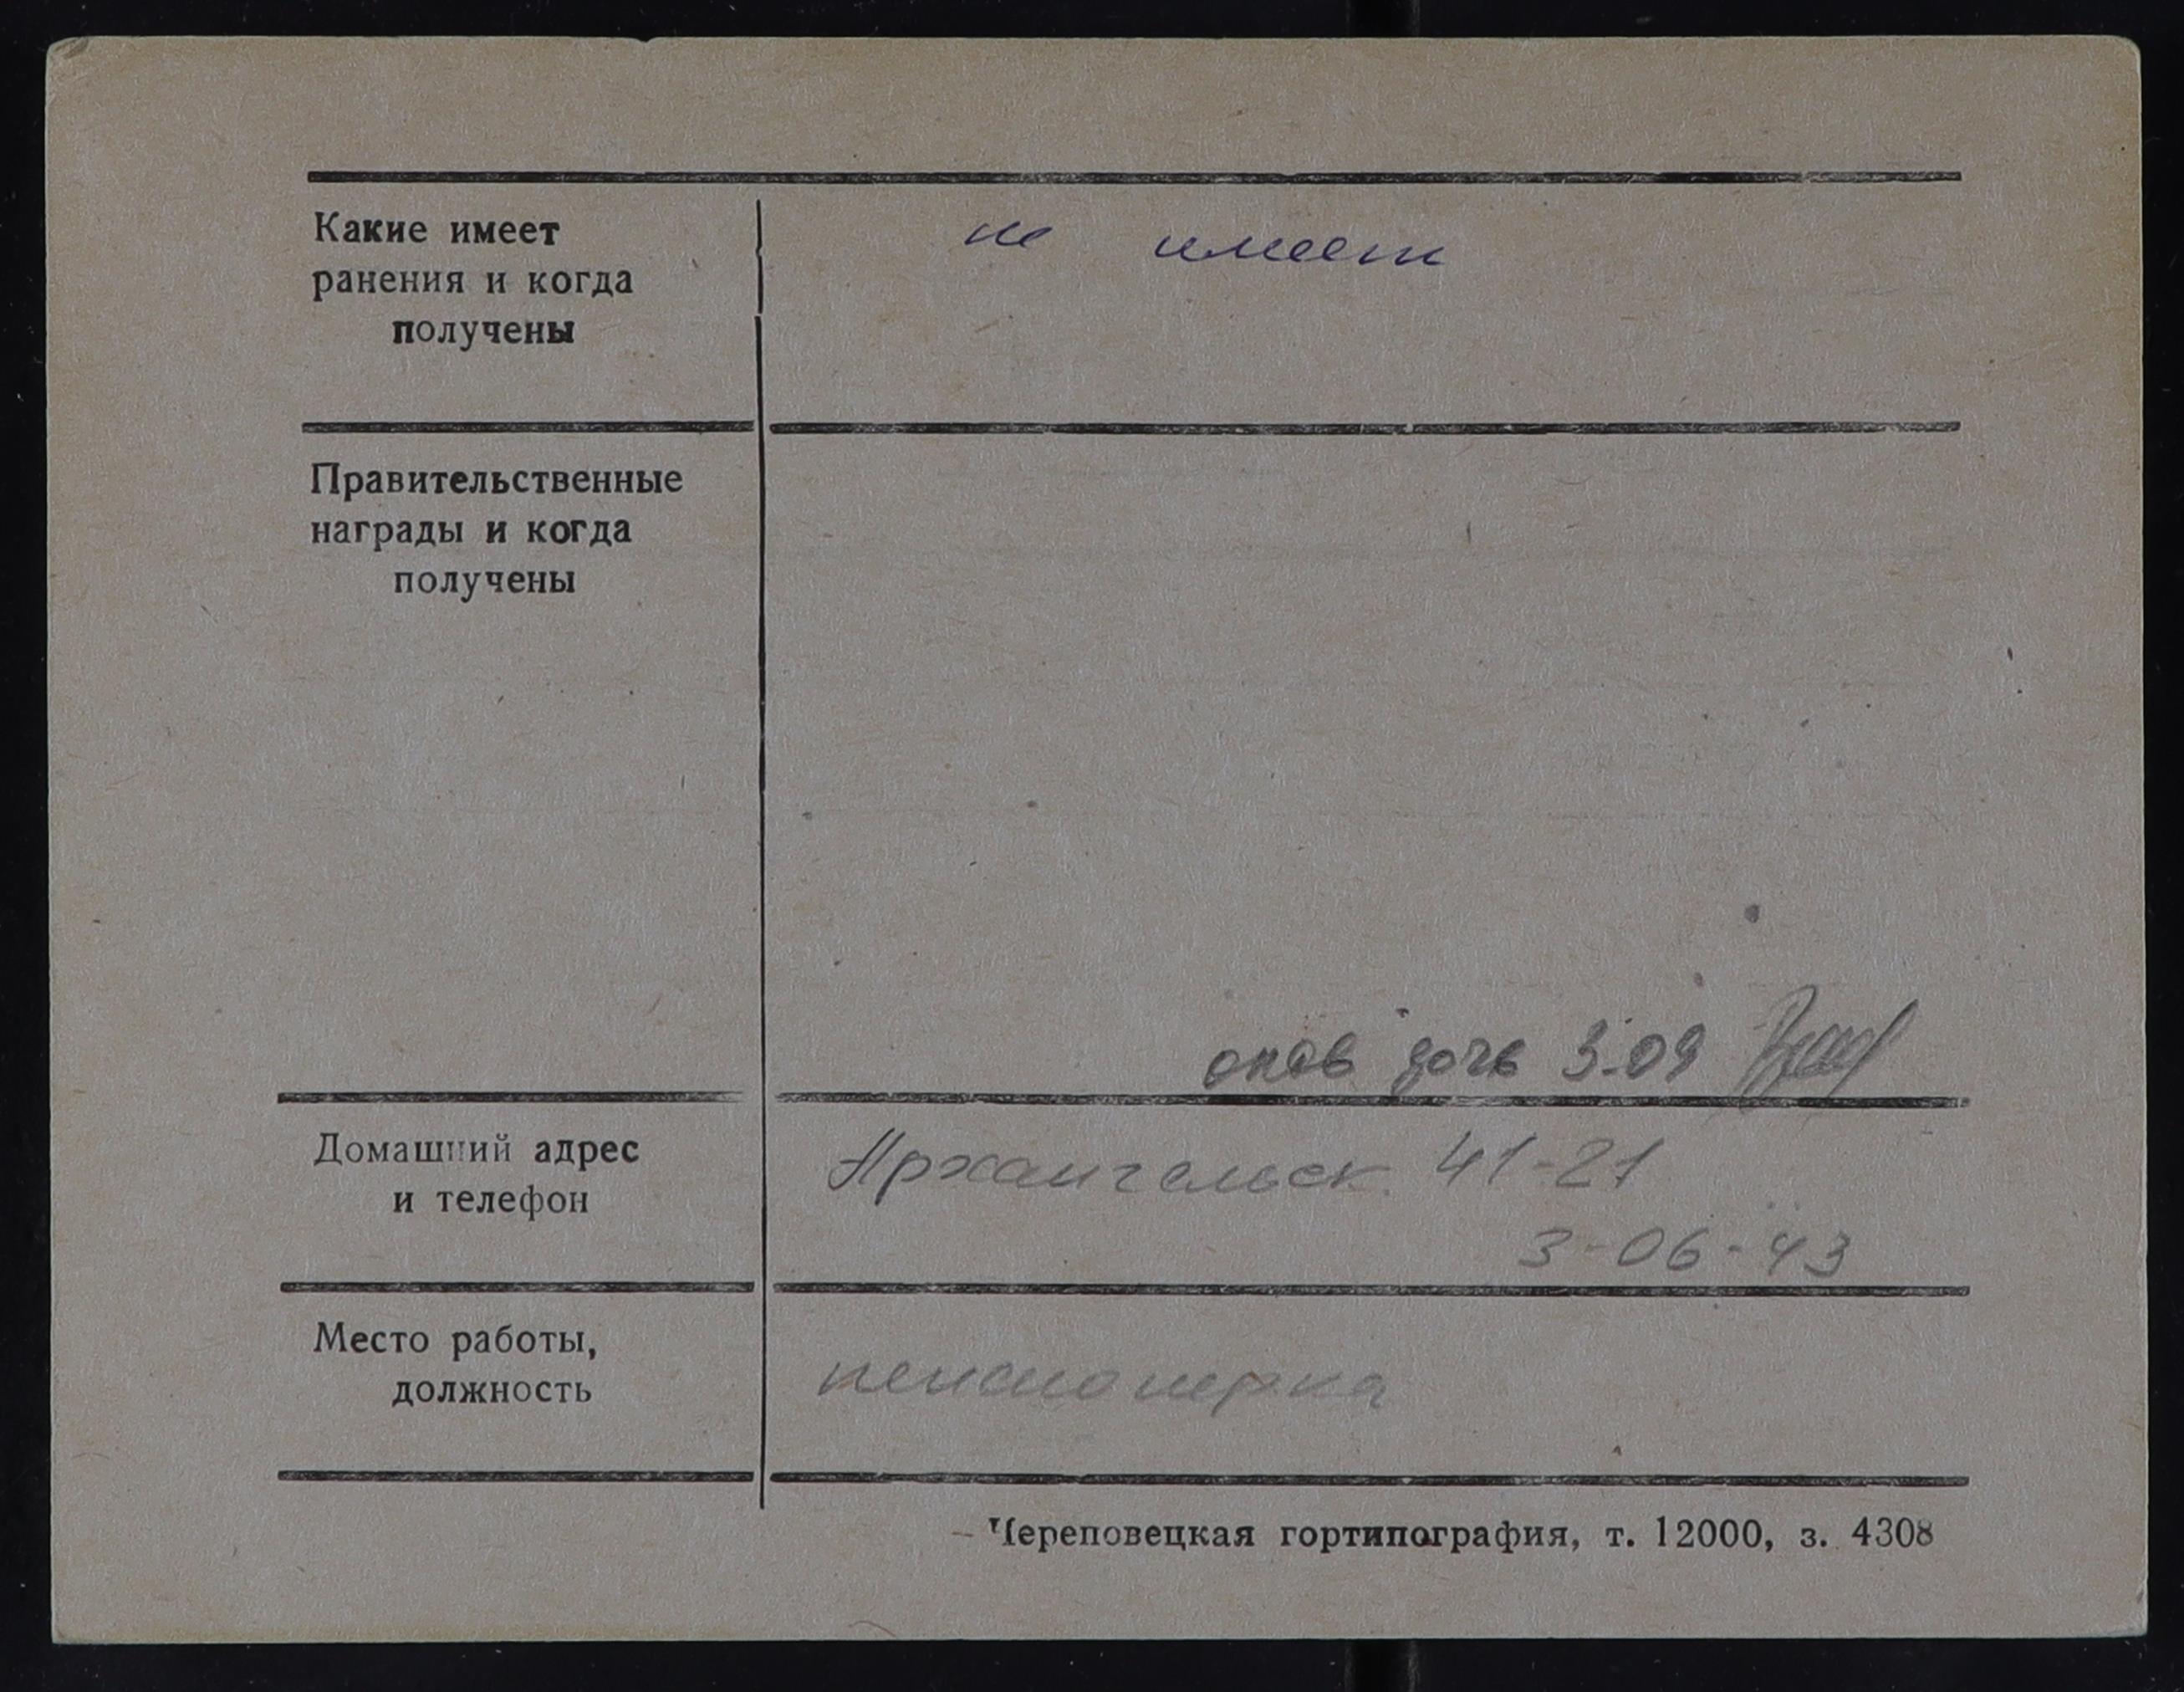 Какие имеет
ранения и когда
получены
не имеет
Правительственные
награды и когда
получены
опов дочь 3.09
Домашний адрес
и телефон
Архангельск. 41-21
3-06-43
Место работы,
должность
пенсионерка
Череповецкая гортипография, т. 12000, з. 4308